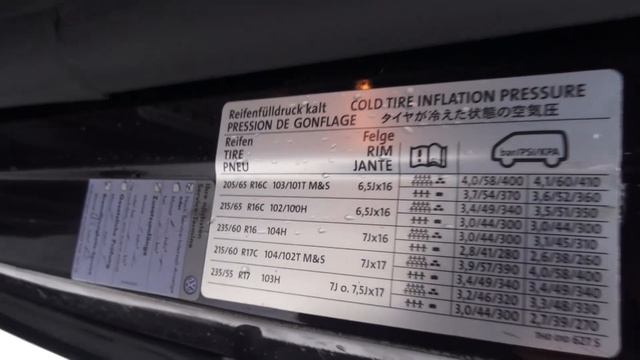 Reifenfülldruck kalt COLD TIRE INFLATION PRESSURE
PRESSION DE GONFLAGE タイヤが冷えた状態の空気圧
Reifen Felge
TIRE RIM
PNEU JANTE bar/PSI/KPA
205/65 R16C 103/101T M&S 6,5Jx16 4,0/58/400 4,1/60/410
3,7/54/370 3,6/52/360
215/65 R16C 102/100H 6,5Jx16 3,4/49/340 3,5/51/350
3,0/44/300 3,0/44/300
235/60 R16 104H 7Jx16 3,0/44/300 3,1/45/310
2,8/41/280 2,6/38/260
215/60 R17C 104/102T M&S 7Jx17 3,9/57/390 4,0/58/400
3,4/49/340 3,4/49/340
235/55 R17 103H 7J o. 7,5Jx17 3,2/46/320 3,3/48/330
3,0/44/300 2,7/39/270
7H0 010 627 S